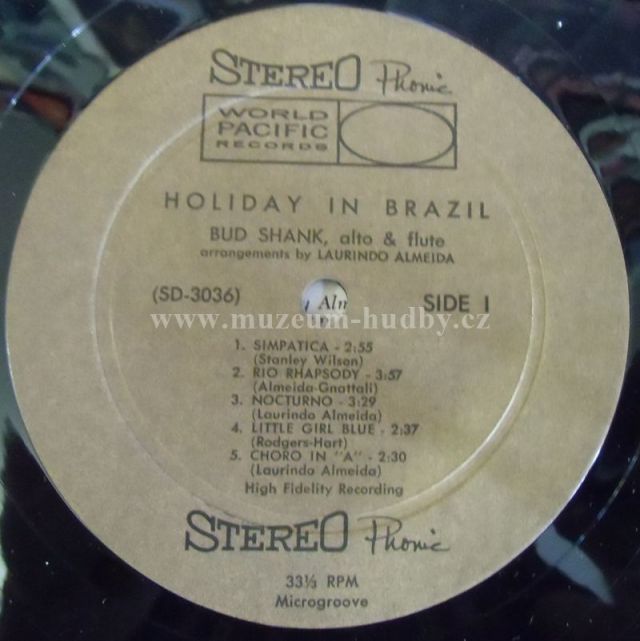 STEREO Phonic
WORLD
PACIFIC
RECORDS
HOLIDAY IN BRAZIL
BUD SHANK, alto & flute
arrangements by LAURINDO ALMEIDA
(SD-3036) SIDE 1
www.muzeum-hudby.cz
1. SIMPATICA - 2:55
(Stanley Wilson)
2. RIO RHAPSODY - 3:57
(Almeida-Gnattali)
3. NOCTURNO - 3:29
(Laurindo Almeida)
4. LITTLE GIRL BLUE - 2:37
(Rodgers-Hart)
5. CHORO IN "A" - 2:30
(Laurindo Almeida)
High Fidelity Recording
STEREO Phonic
33⅓ RPM
Microgroove